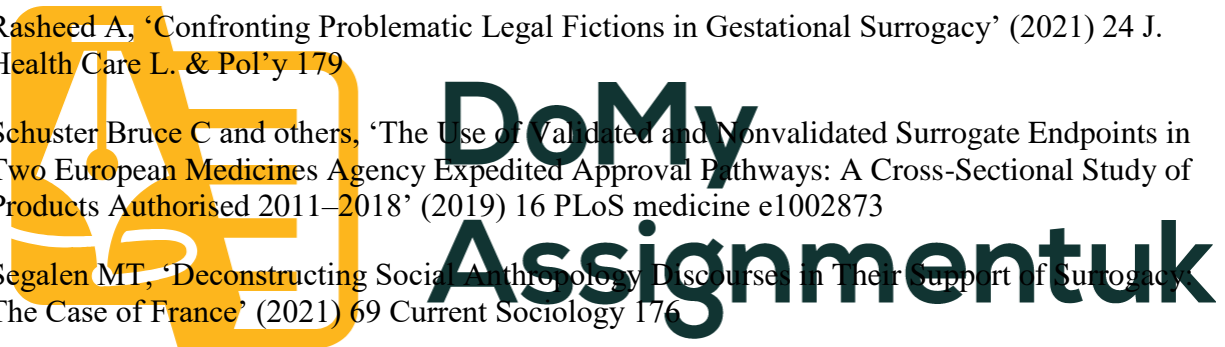 Rasheed A, ‘Confronting Problematic Legal Fictions in Gestational Surrogacy’ (2021) 24 J.
Health Care L. & Pol’y 179
Schuster Bruce C and others, ‘The Use of Validated and Nonvalidated Surrogate Endpoints in
Two European Medicines Agency Expedited Approval Pathways: A Cross-Sectional Study of
Products Authorised 2011–2018’ (2019) 16 PLoS medicine e1002873
Segalen MT, ‘Deconstructing Social Anthropology Discourses in Their Support of Surrogacy:
The Case of France’ (2021) 69 Current Sociology 176
DoMy
Assignmentuk